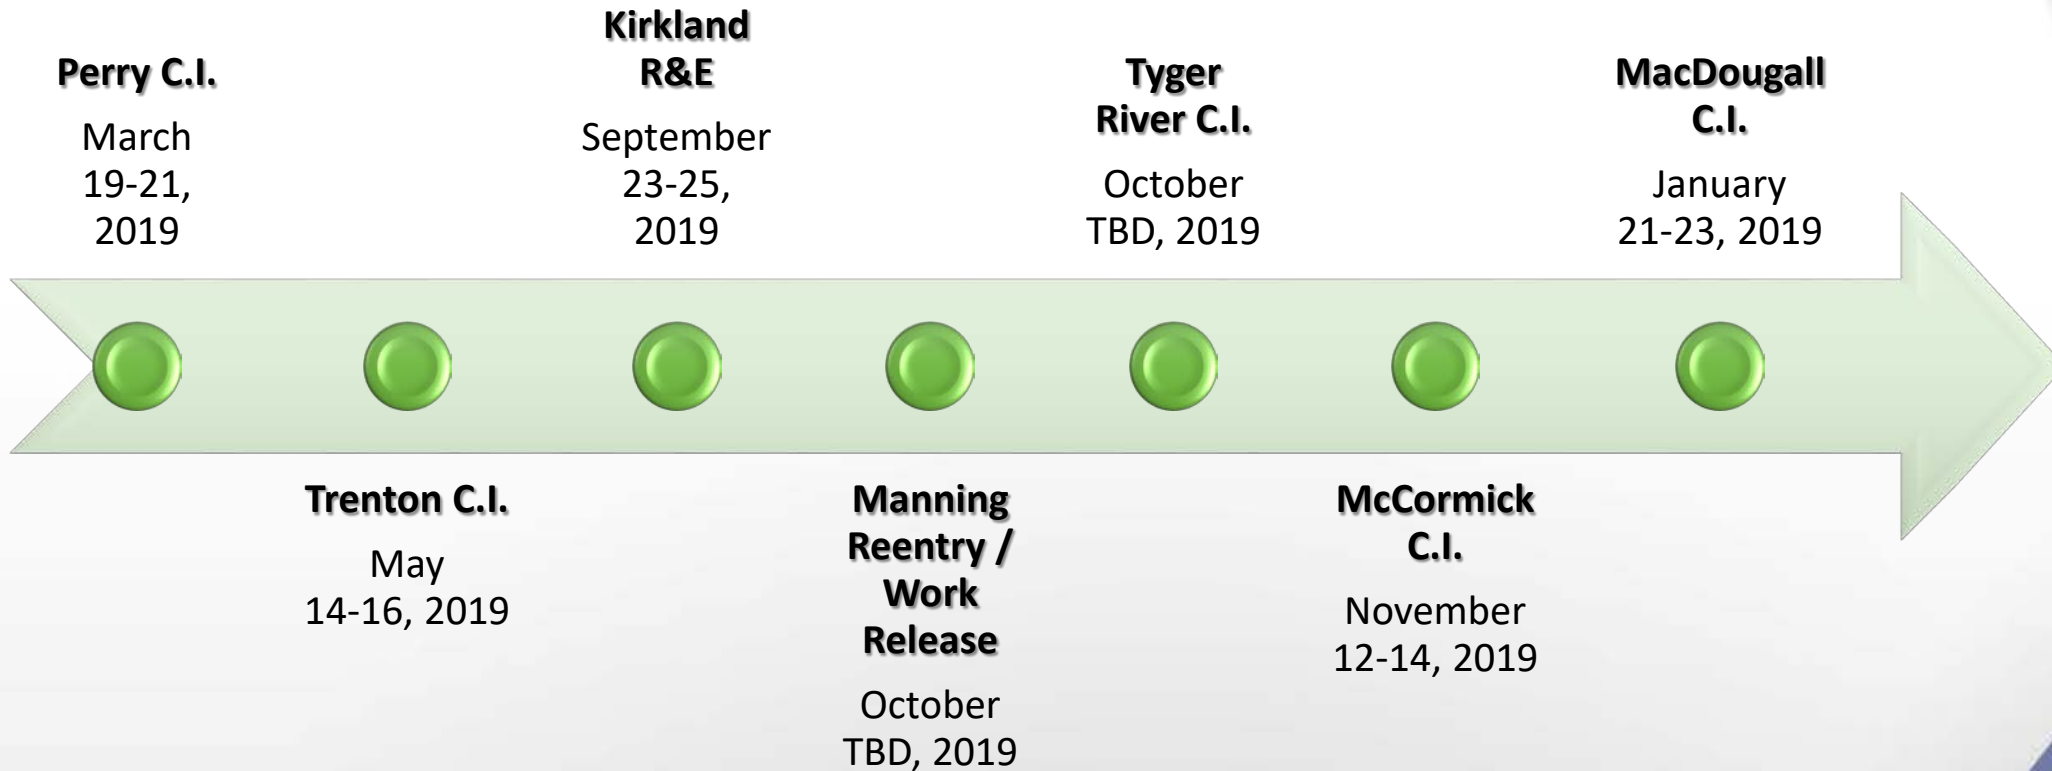 Perry C.I.
March
19-21,
2019
Kirkland
R&E
September
23-25,
2019
Tyger
River C.I.
October
TBD, 2019
MacDougall
C.I.
January
21-23, 2019
Trenton C.I.
May
14-16, 2019
Manning
Reentry /
Work
Release
October
TBD, 2019
McCormick
C.I.
November
12-14, 2019